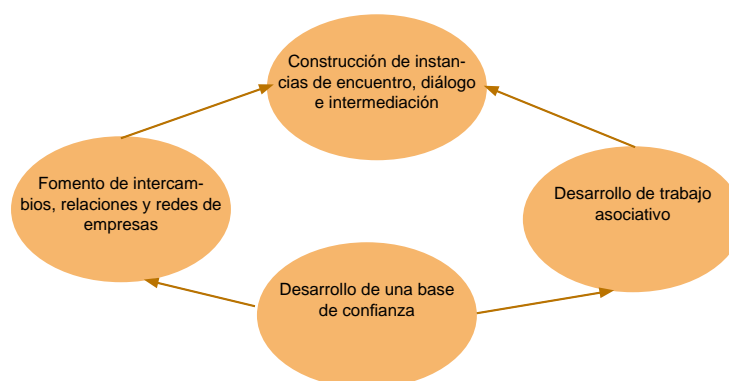 Construcción de instan-
cias de encuentro, diálogo
e intermediación
Fomento de intercam-
bios, relaciones y redes de
empresas
Desarrollo de trabajo
asociativo
Desarrollo de una base
de confianza